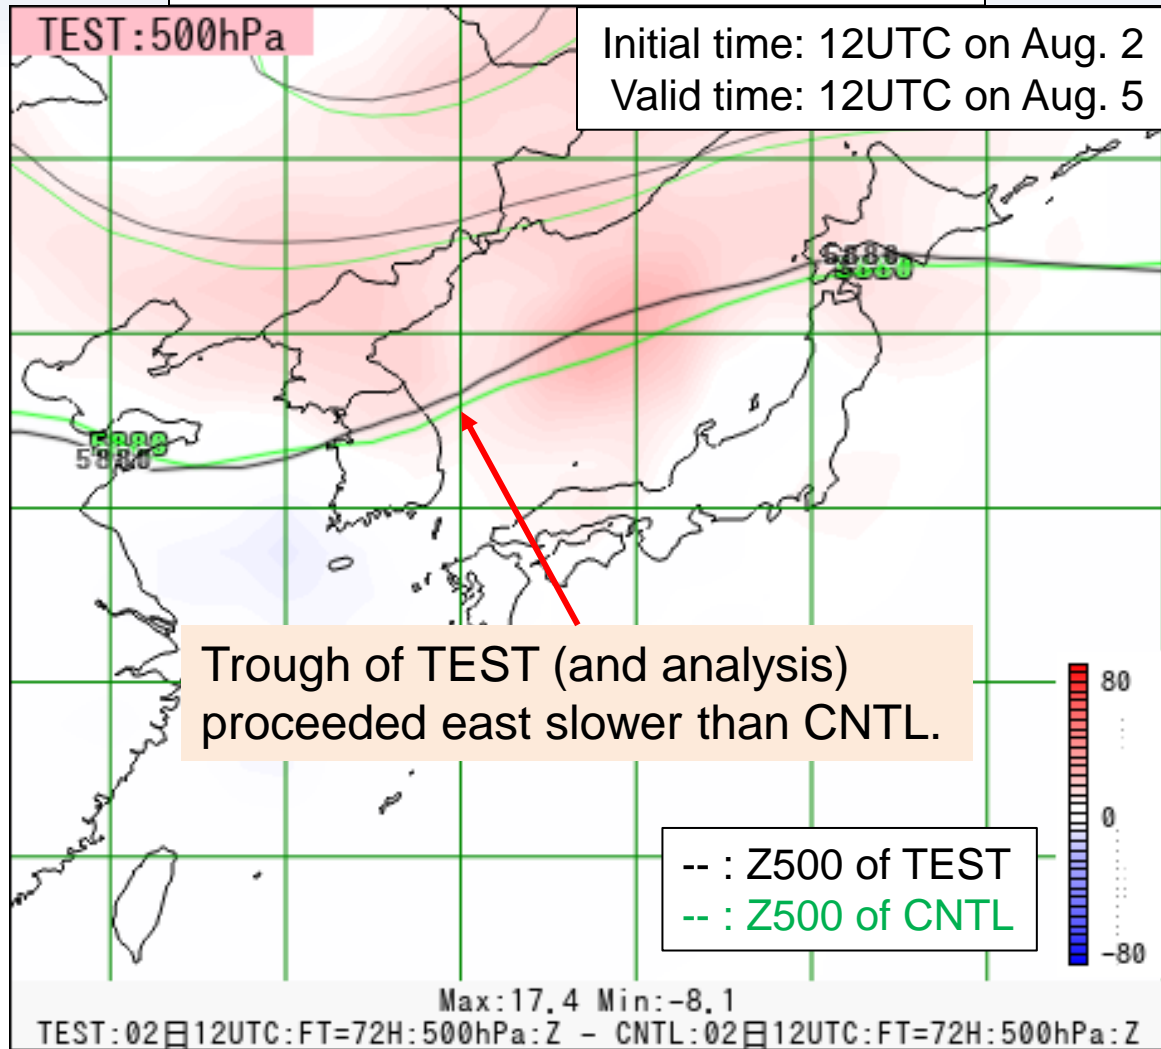 TEST:500hPa
Initial time: 12UTC on Aug. 2
Valid time: 12UTC on Aug. 5
5880
5880
5880
5880
Trough of TEST (and analysis)
proceeded east slower than CNTL.
80
0
-80
-- : Z500 of TEST
-- : Z500 of CNTL
Max:17.4 Min:-8.1
TEST:02日12UTC:FT=72H:500hPa:Z - CNTL:02日12UTC:FT=72H:500hPa:Z